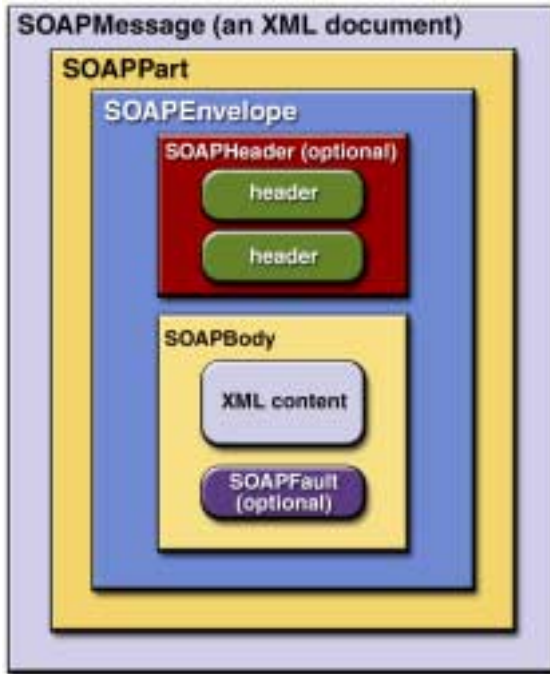 SOAPMessage (an XML document)
SOAPPart
SOAPEnvelope
SOAPHeader (optional)
header
header
SOAPBody
XML content
SOAPFault
(optional)